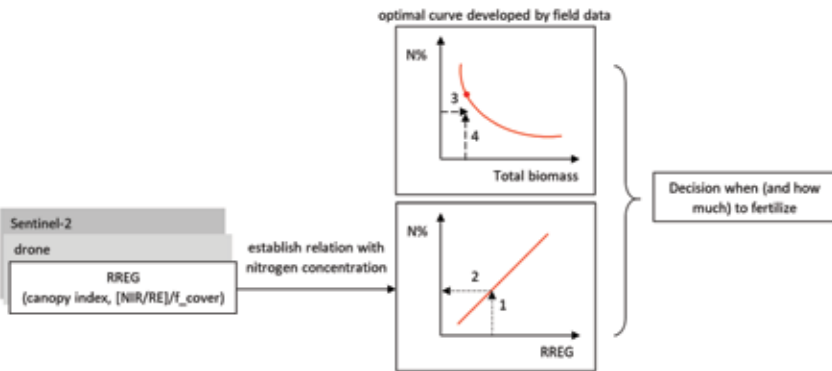 optimal curve developed by field data
N%
3
4
Total biomass
Decision when (and how
much) to fertilize
Sentinel-2
drone
RREG
(canopy index, [NIR/RE]/f_cover)
establish relation with
nitrogen concentration
N%
2
1
RREG